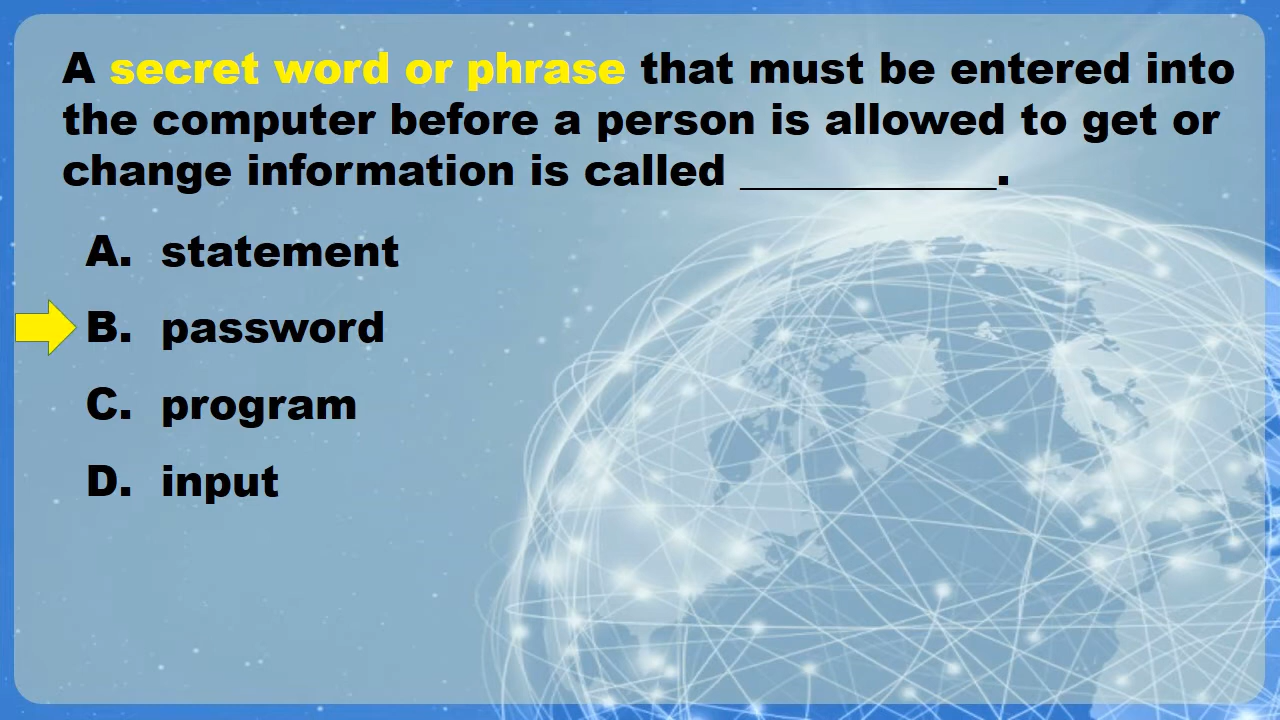 A secret word or phrase that must be entered into
the computer before a person is allowed to get or
change information is called ____________.
A. statement
B. password
C. program
D. input